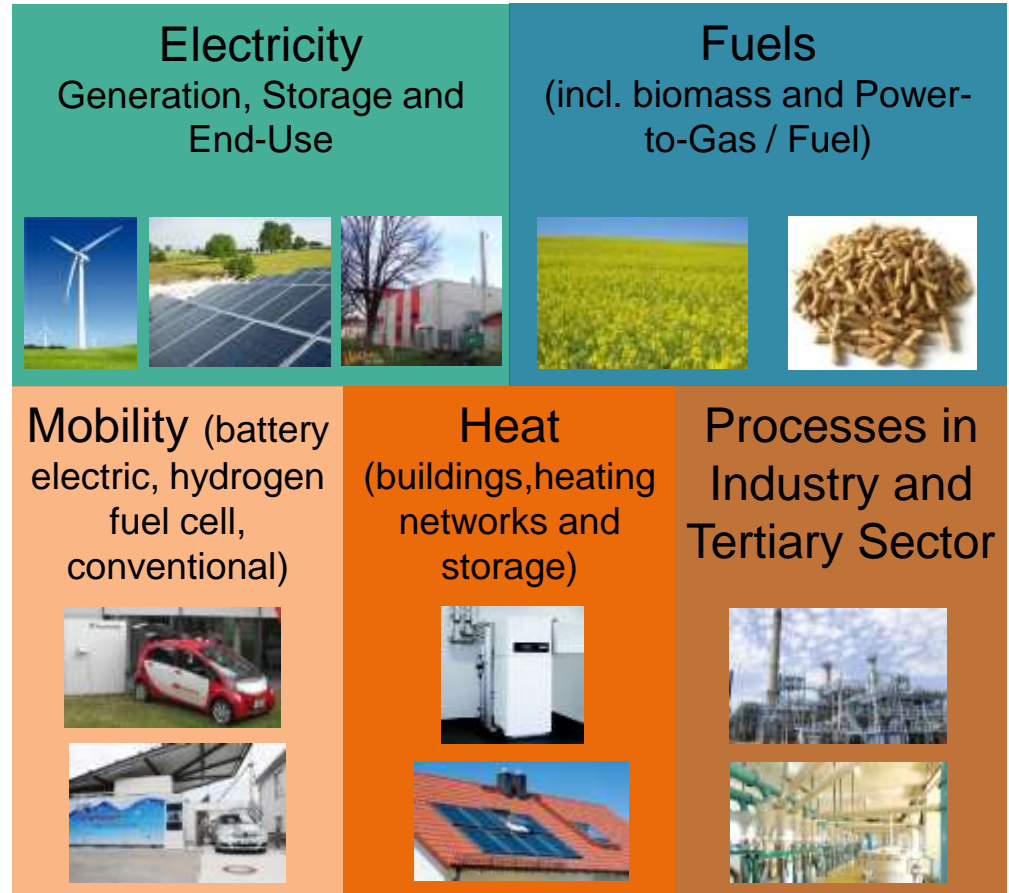 Electricity
Generation, Storage and
End-Use
Fuels
(incl. biomass and Power-
to-Gas / Fuel)
Mobility (battery
electric, hydrogen
fuel cell,
conventional)
Heat
(buildings,heating
networks and
storage)
Processes in
Industry and
Tertiary Sector